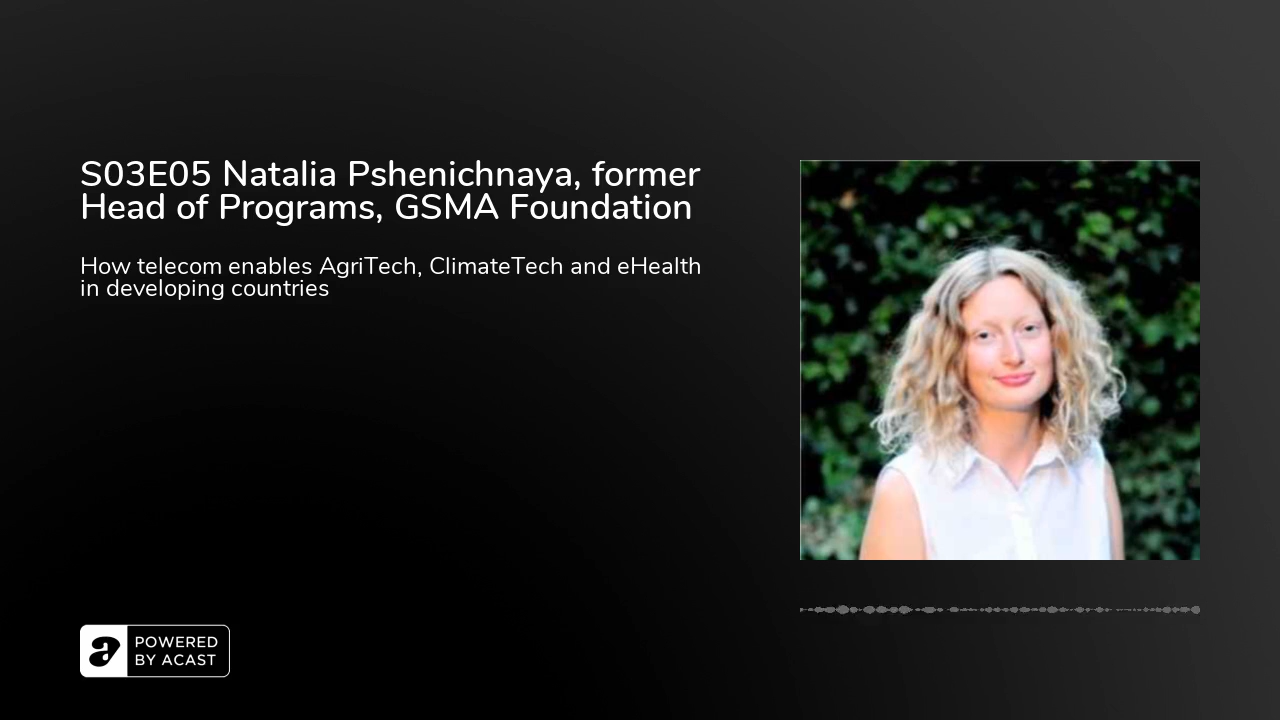 S03E05 Natalia Pshenichnaya, former
Head of Programs, GSMA Foundation
How telecom enables AgriTech, ClimateTech and eHealth
in developing countries
POWERED
BY ACAST